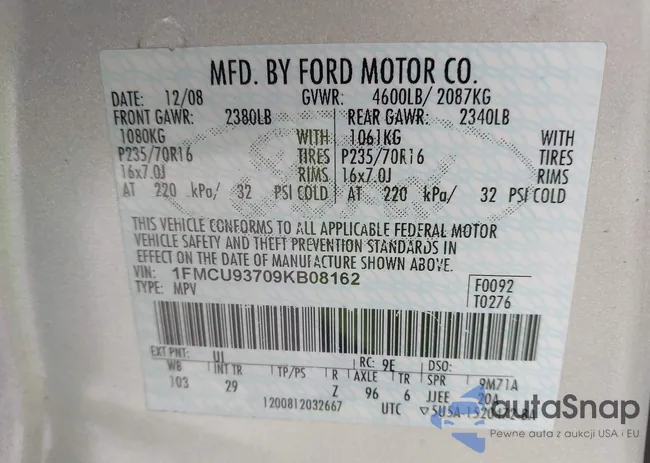 MFD. BY FORD MOTOR CO.
DATE: 12/08 GVWR: 4600LB/ 2087KG
FRONT GAWR: 2380LB REAR GAWR: 2340LB
1080KG WITH 1061KG WITH
P235/70R16 TIRES P235/70R16 TIRES
16x7.0J RIMS 16x7.0J RIMS
AT 220 kPa/ 32 PSI COLD AT 220 kPa/ 32 PSI COLD
THIS VEHICLE CONFORMS TO ALL APPLICABLE FEDERAL MOTOR
VEHICLE SAFETY AND THEFT PREVENTION STANDARDS IN
EFFECT ON THE DATE OF MANUFACTURE SHOWN ABOVE.
VIN: 1FMCU93709KB08162 F0092
TYPE: MPV T0276
EXT PNT: UI RC: 9E DSO:
WB INT TR TP/PS R AXLE TR SPR 9M71A
103 29 Z 96 6 JJEE 20A
1200812032667 UTC
autoSnap
Pewne auta z aukcji USA i EU